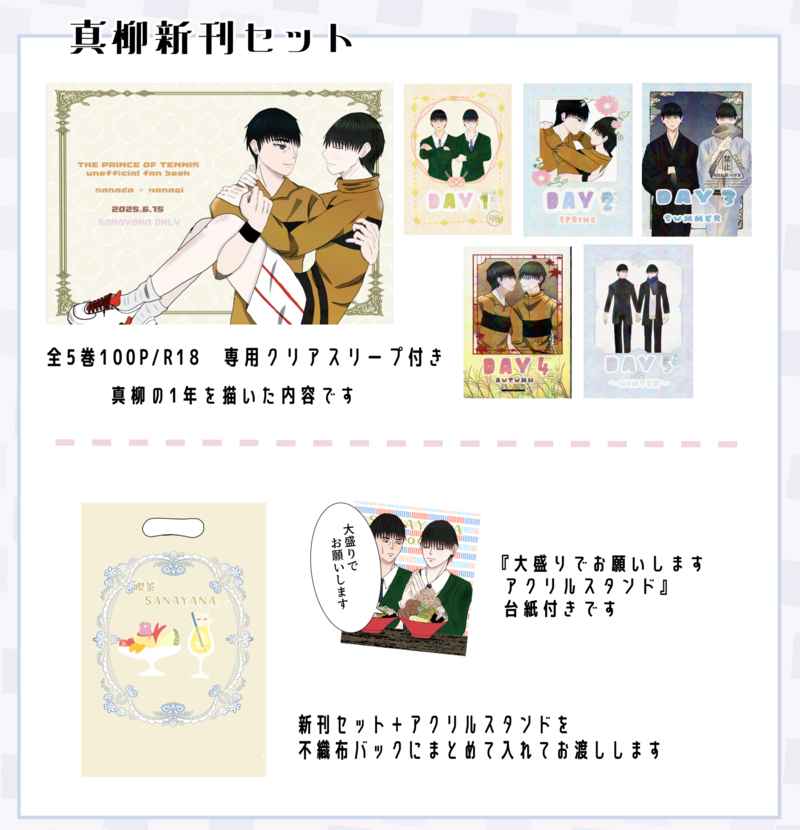 真柳新刊セット
THE PRINCE OF TENNIS
unofficial fan book
SANADA × YANAGI
2025.6.15
SANAYANA ONLY
DAY 1
DAY 2
SPRING
DAY 3
SUMMER
DAY 4
AUTUMN
DAY 5
~WINTER~
全5巻100P/R18 専用クリアスリーブ付き
真柳の1年を描いた内容です
喫茶
SANAYANA
大盛りで
お願いします
『大盛りでお願いします
アクリルスタンド』
台紙付きです
新刊セット+アクリルスタンドを
不織布バックにまとめて入れてお渡しします